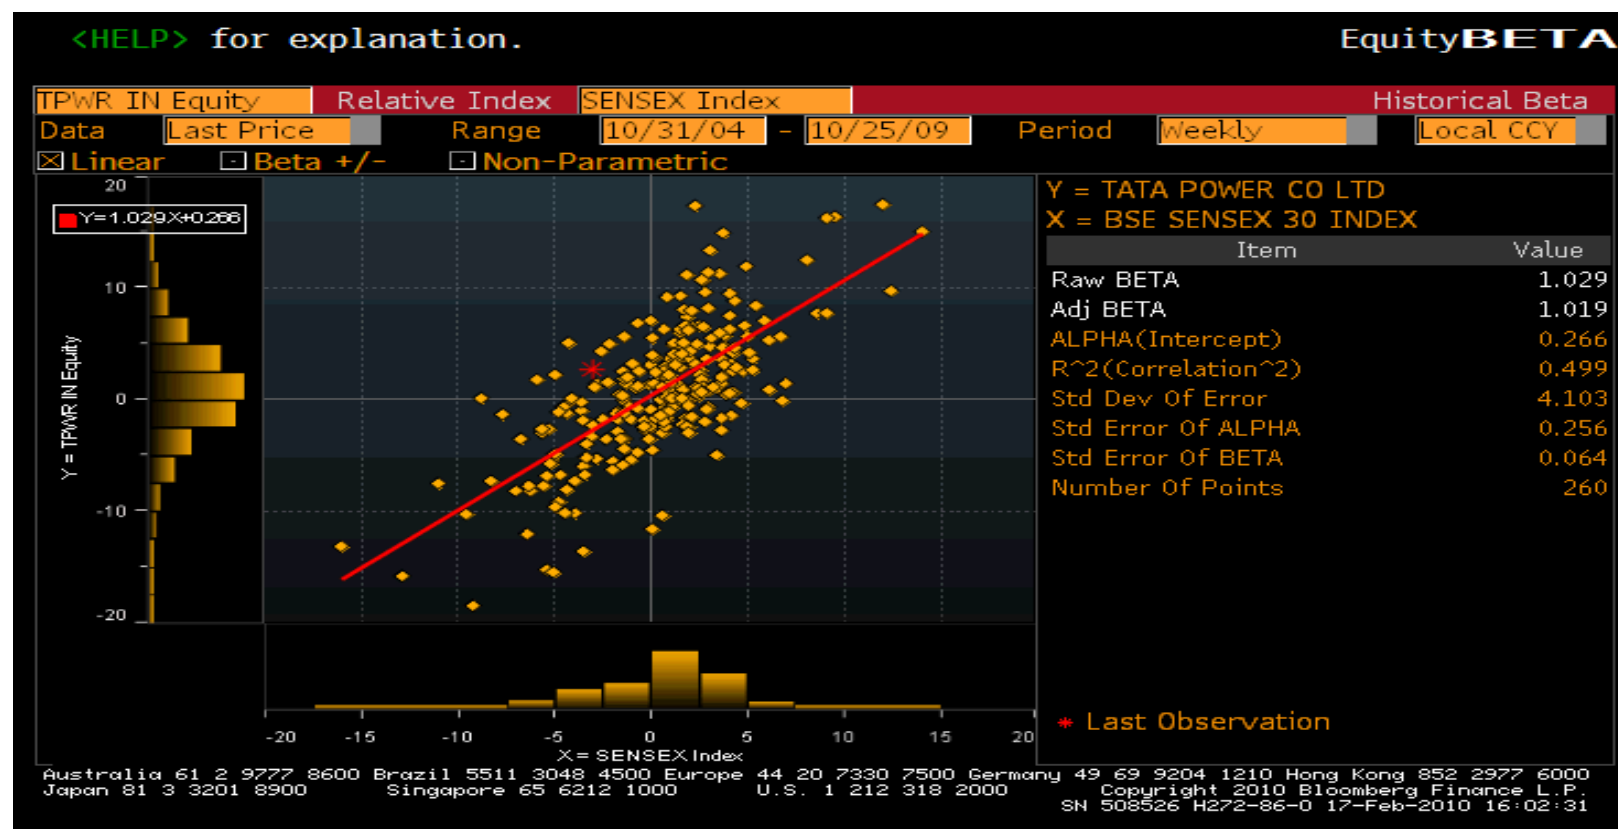 <HELP> for explanation.
EquityBETA
TPWR IN Equity Relative Index SENSEX Index Historical Beta
Data Last Price Range 10/31/04 - 10/25/09 Period Weekly Local CCY
Linear Beta +/- Non-Parametric
Y=1.029X+0.266
20
10
0
-10
-20
Y = TPWR IN Equity
-20 -15 -10 -5 0 5 10 15 20
X = SENSEX Index
Y = TATA POWER CO LTD
X = BSE SENSEX 30 INDEX
Item Value
Raw BETA 1.029
Adj BETA 1.019
ALPHA(Intercept) 0.266
R^2(Correlation^2) 0.499
Std Dev Of Error 4.103
Std Error Of ALPHA 0.256
Std Error Of BETA 0.064
Number Of Points 260
* Last Observation
Australia 61 2 9777 8600 Brazil 5511 3048 4500 Europe 44 20 7330 7500 Germany 49 69 9204 1210 Hong Kong 852 2977 6000
Japan 81 3 3201 8900 Singapore 65 6212 1000 U.S. 1 212 318 2000 Copyright 2010 Bloomberg Finance L.P.
SN 508526 H272-86-0 17-Feb-2010 16:02:31